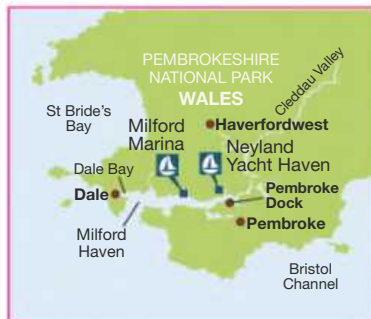 PEMBROKESHIRE
NATIONAL PARK
WALES
Cleddau Valley
St Bride's
Bay
Haverfordwest
Milford
Marina
Neyland
Yacht Haven
Dale Bay
Dale
Pembroke
Dock
Milford
Haven
Pembroke
Bristol
Channel